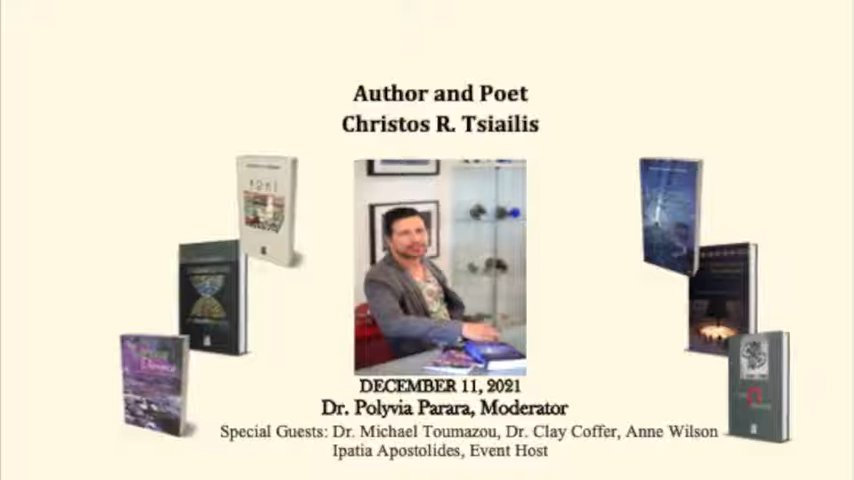 Author and Poet
Christos R. Tsiailis
DECEMBER 11, 2021
Dr. Polyvia Parara, Moderator
Special Guests: Dr. Michael Toumazou, Dr. Clay Coffer, Anne Wilson
Ipatia Apostolides, Event Host